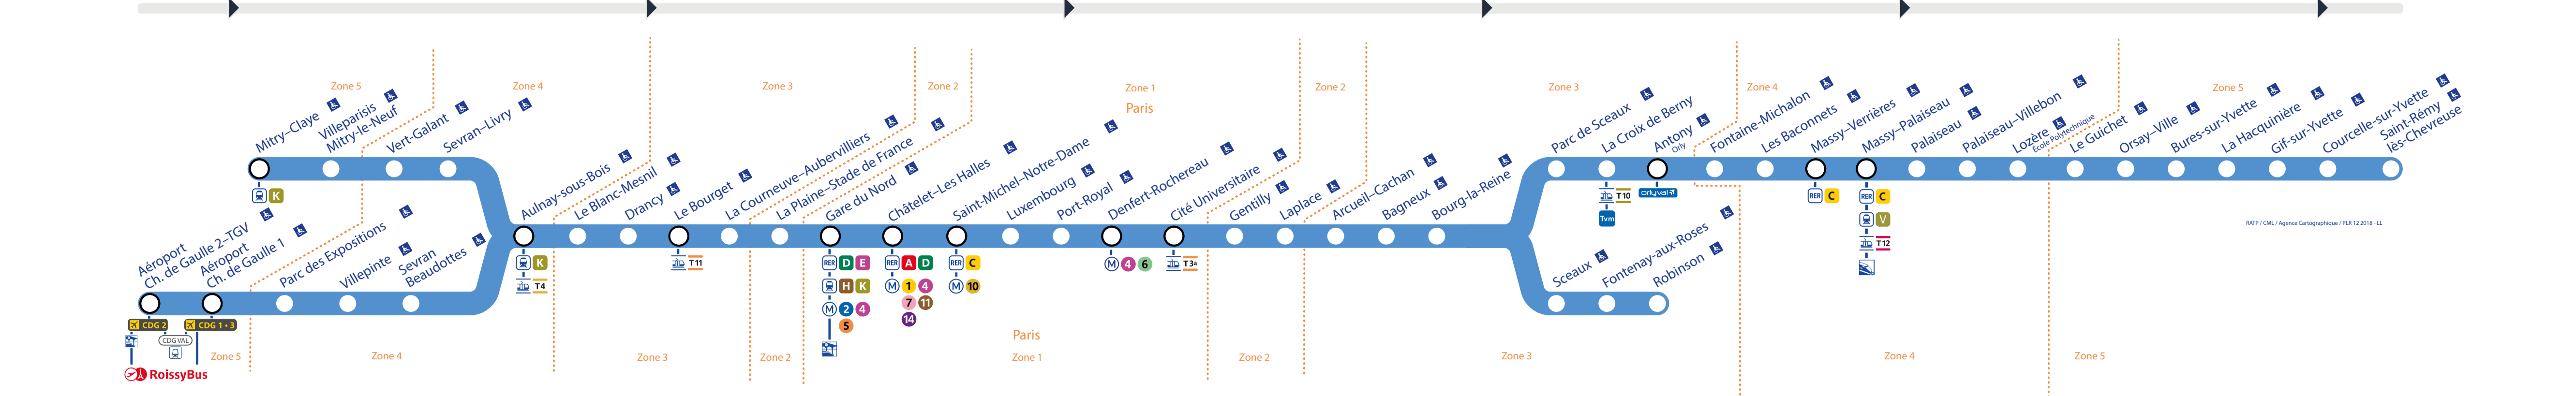 Zone 5
Zone 4
Zone 3
Zone 2
Zone 1
Paris
Zone 2
Zone 3
Zone 4
Zone 5
Mitry–Claye
Villeparisis
Mitry-le-Neuf
Vert-Galant
Sevran–Livry
K
Aéroport
Ch. de Gaulle 2–TGV
Aéroport
Ch. de Gaulle 1
Parc des Expositions
Villepinte
Sevran
Beaudottes
CDG 2
CDG 1 • 3
CDG VAL
RoissyBus
Aulnay-sous-Bois
K
T4
Le Blanc-Mesnil
Drancy
Le Bourget
T11
La Courneuve–Aubervilliers
La Plaine–Stade de France
Gare du Nord
RER D E
H K
M 2 4
5
Châtelet–Les Halles
RER A D
M 1 4
7 11
14
Saint-Michel–Notre-Dame
RER C
M 10
Luxembourg
Port-Royal
Denfert-Rochereau
M 4 6
Cité Universitaire
T3a
Gentilly
Laplace
Arcueil–Cachan
Bagneux
Bourg-la-Reine
Parc de Sceaux
La Croix de Berny
T10
Tvm
Antony
Orly
orlyval
Fontaine-Michalon
Les Baconnets
Massy–Verrières
RER C
Massy–Palaiseau
RER C
V
T12
Palaiseau
Palaiseau–Villebon
Lozère
École Polytechnique
Le Guichet
Orsay–Ville
Bures-sur-Yvette
La Hacquinière
Gif-sur-Yvette
Courcelle-sur-Yvette
Saint-Rémy
lès-Chevreuse
Sceaux
Fontenay-aux-Roses
Robinson
RATP / CML / Agence Cartographique / PLR 12 2018 - LL
Zone 5
Zone 4
Zone 3
Zone 2
Paris
Zone 1
Zone 2
Zone 3
Zone 4
Zone 5